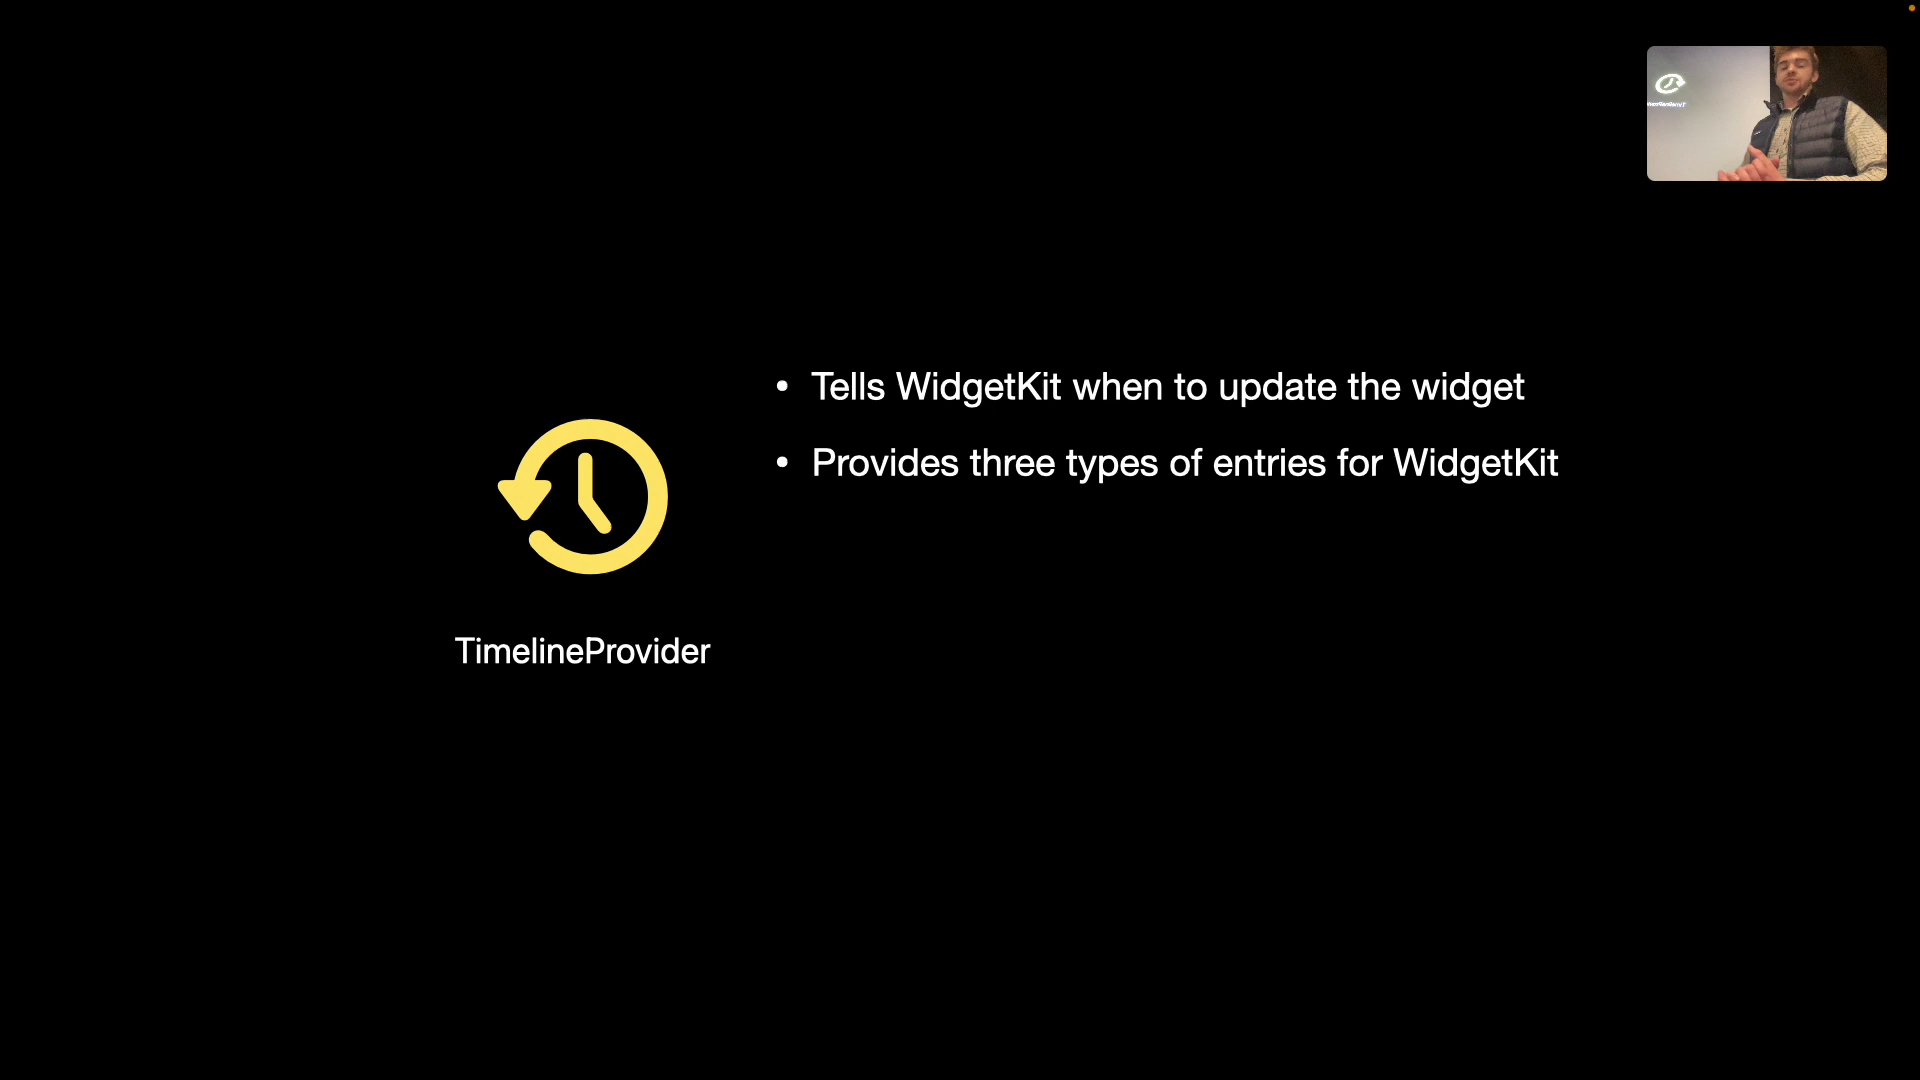 • Tells WidgetKit when to update the widget
• Provides three types of entries for WidgetKit
TimelineProvider